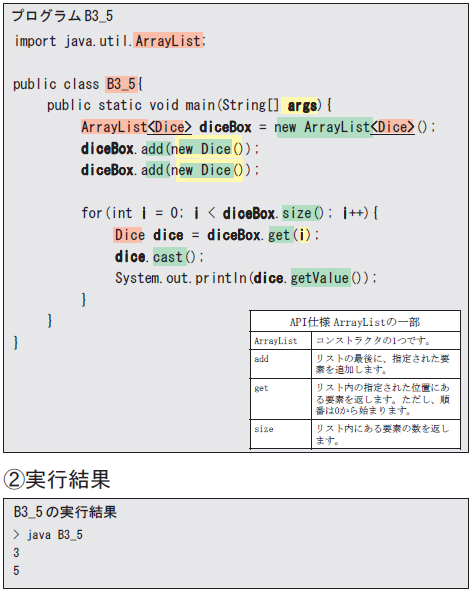 プログラムB3_5
import java.util.ArrayList;
public class B3_5{
public static void main(String[] args){
ArrayList<Dice> diceBox = new ArrayList<Dice>();
diceBox.add(new Dice());
diceBox.add(new Dice());
for(int i = 0; i < diceBox.size(); i++){
Dice dice = diceBox.get(i);
dice.cast();
System.out.println(dice.getValue());
}
}
}
API仕様 ArrayListの一部
ArrayList コンストラクタの1つです。
add リストの最後に、指定された要
素を追加します。
get リスト内の指定された位置にあ
る要素を返します。ただし、順
番は0から始まります。
size リスト内にある要素の数を返し
ます。
②実行結果
B3_5の実行結果
> java B3_5
3
5